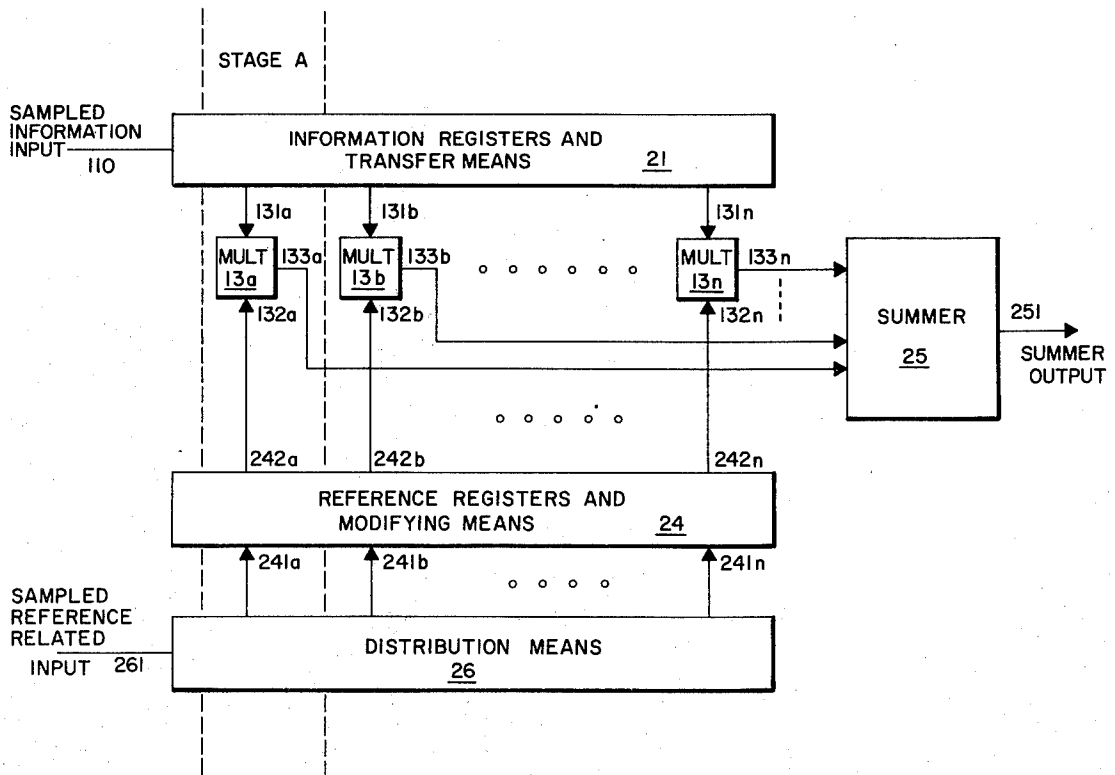 STAGE A
SAMPLED
INFORMATION
INPUT
110
INFORMATION REGISTERS AND
TRANSFER MEANS 21
131a
131b
131n
MULT
13a
133a
MULT
13b
133b
MULT
13n
133n
132a
132b
132n
SUMMER
25
251
SUMMER
OUTPUT
242a
242b
242n
REFERENCE REGISTERS AND
MODIFYING MEANS 24
241a
241b
241n
SAMPLED
REFERENCE
RELATED
INPUT 261
DISTRIBUTION MEANS
26